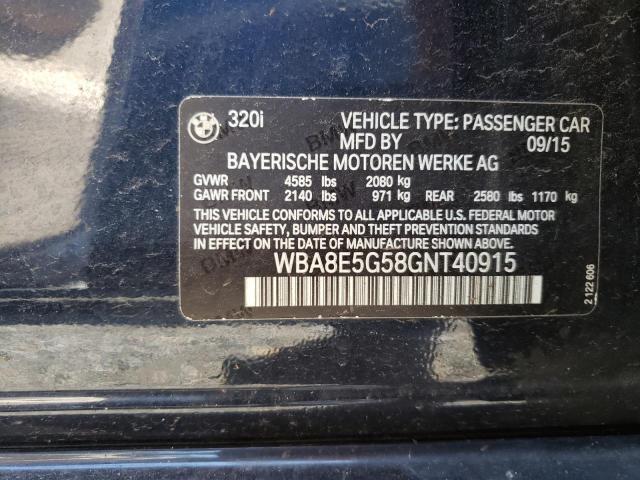 320i VEHICLE TYPE: PASSENGER CAR
MFD BY 09/15
BAYERISCHE MOTOREN WERKE AG
GVWR 4585 lbs 2080 kg
GAWR FRONT 2140 lbs 971 kg REAR 2580 lbs 1170 kg
THIS VEHICLE CONFORMS TO ALL APPLICABLE U.S. FEDERAL MOTOR
VEHICLE SAFETY, BUMPER AND THEFT PREVENTION STANDARDS
IN EFFECT ON THE DATE OF MANUFACTURE SHOWN ABOVE.
WBA8E5G58GNT40915
2 122 606